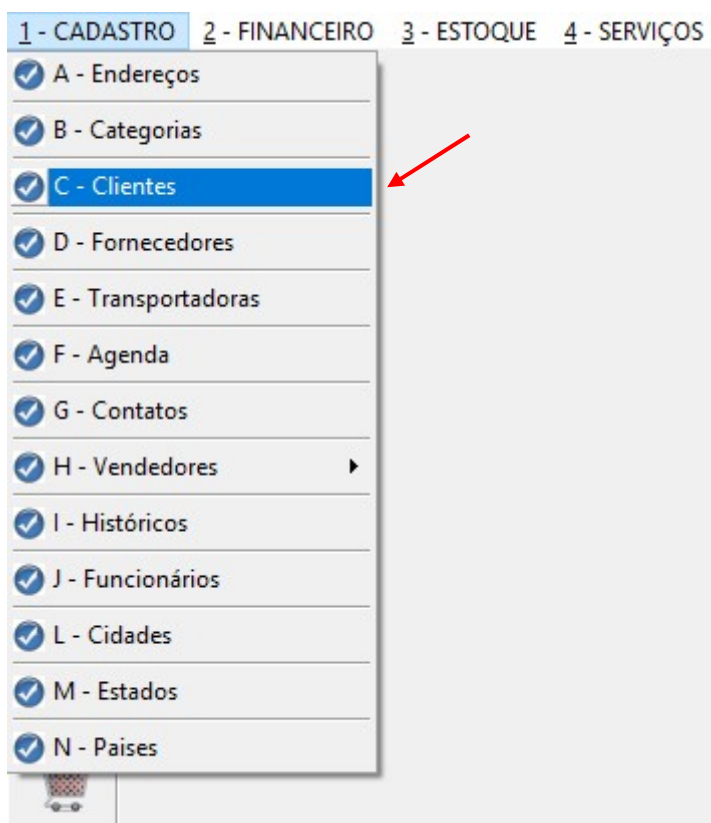 1 - CADASTRO 2 - FINANCEIRO 3 - ESTOQUE 4 - SERVIÇOS
A - Endereços
B - Categorias
C - Clientes
D - Fornecedores
E - Transportadoras
F - Agenda
G - Contatos
H - Vendedores
I - Históricos
J - Funcionários
L - Cidades
M - Estados
N - Paises